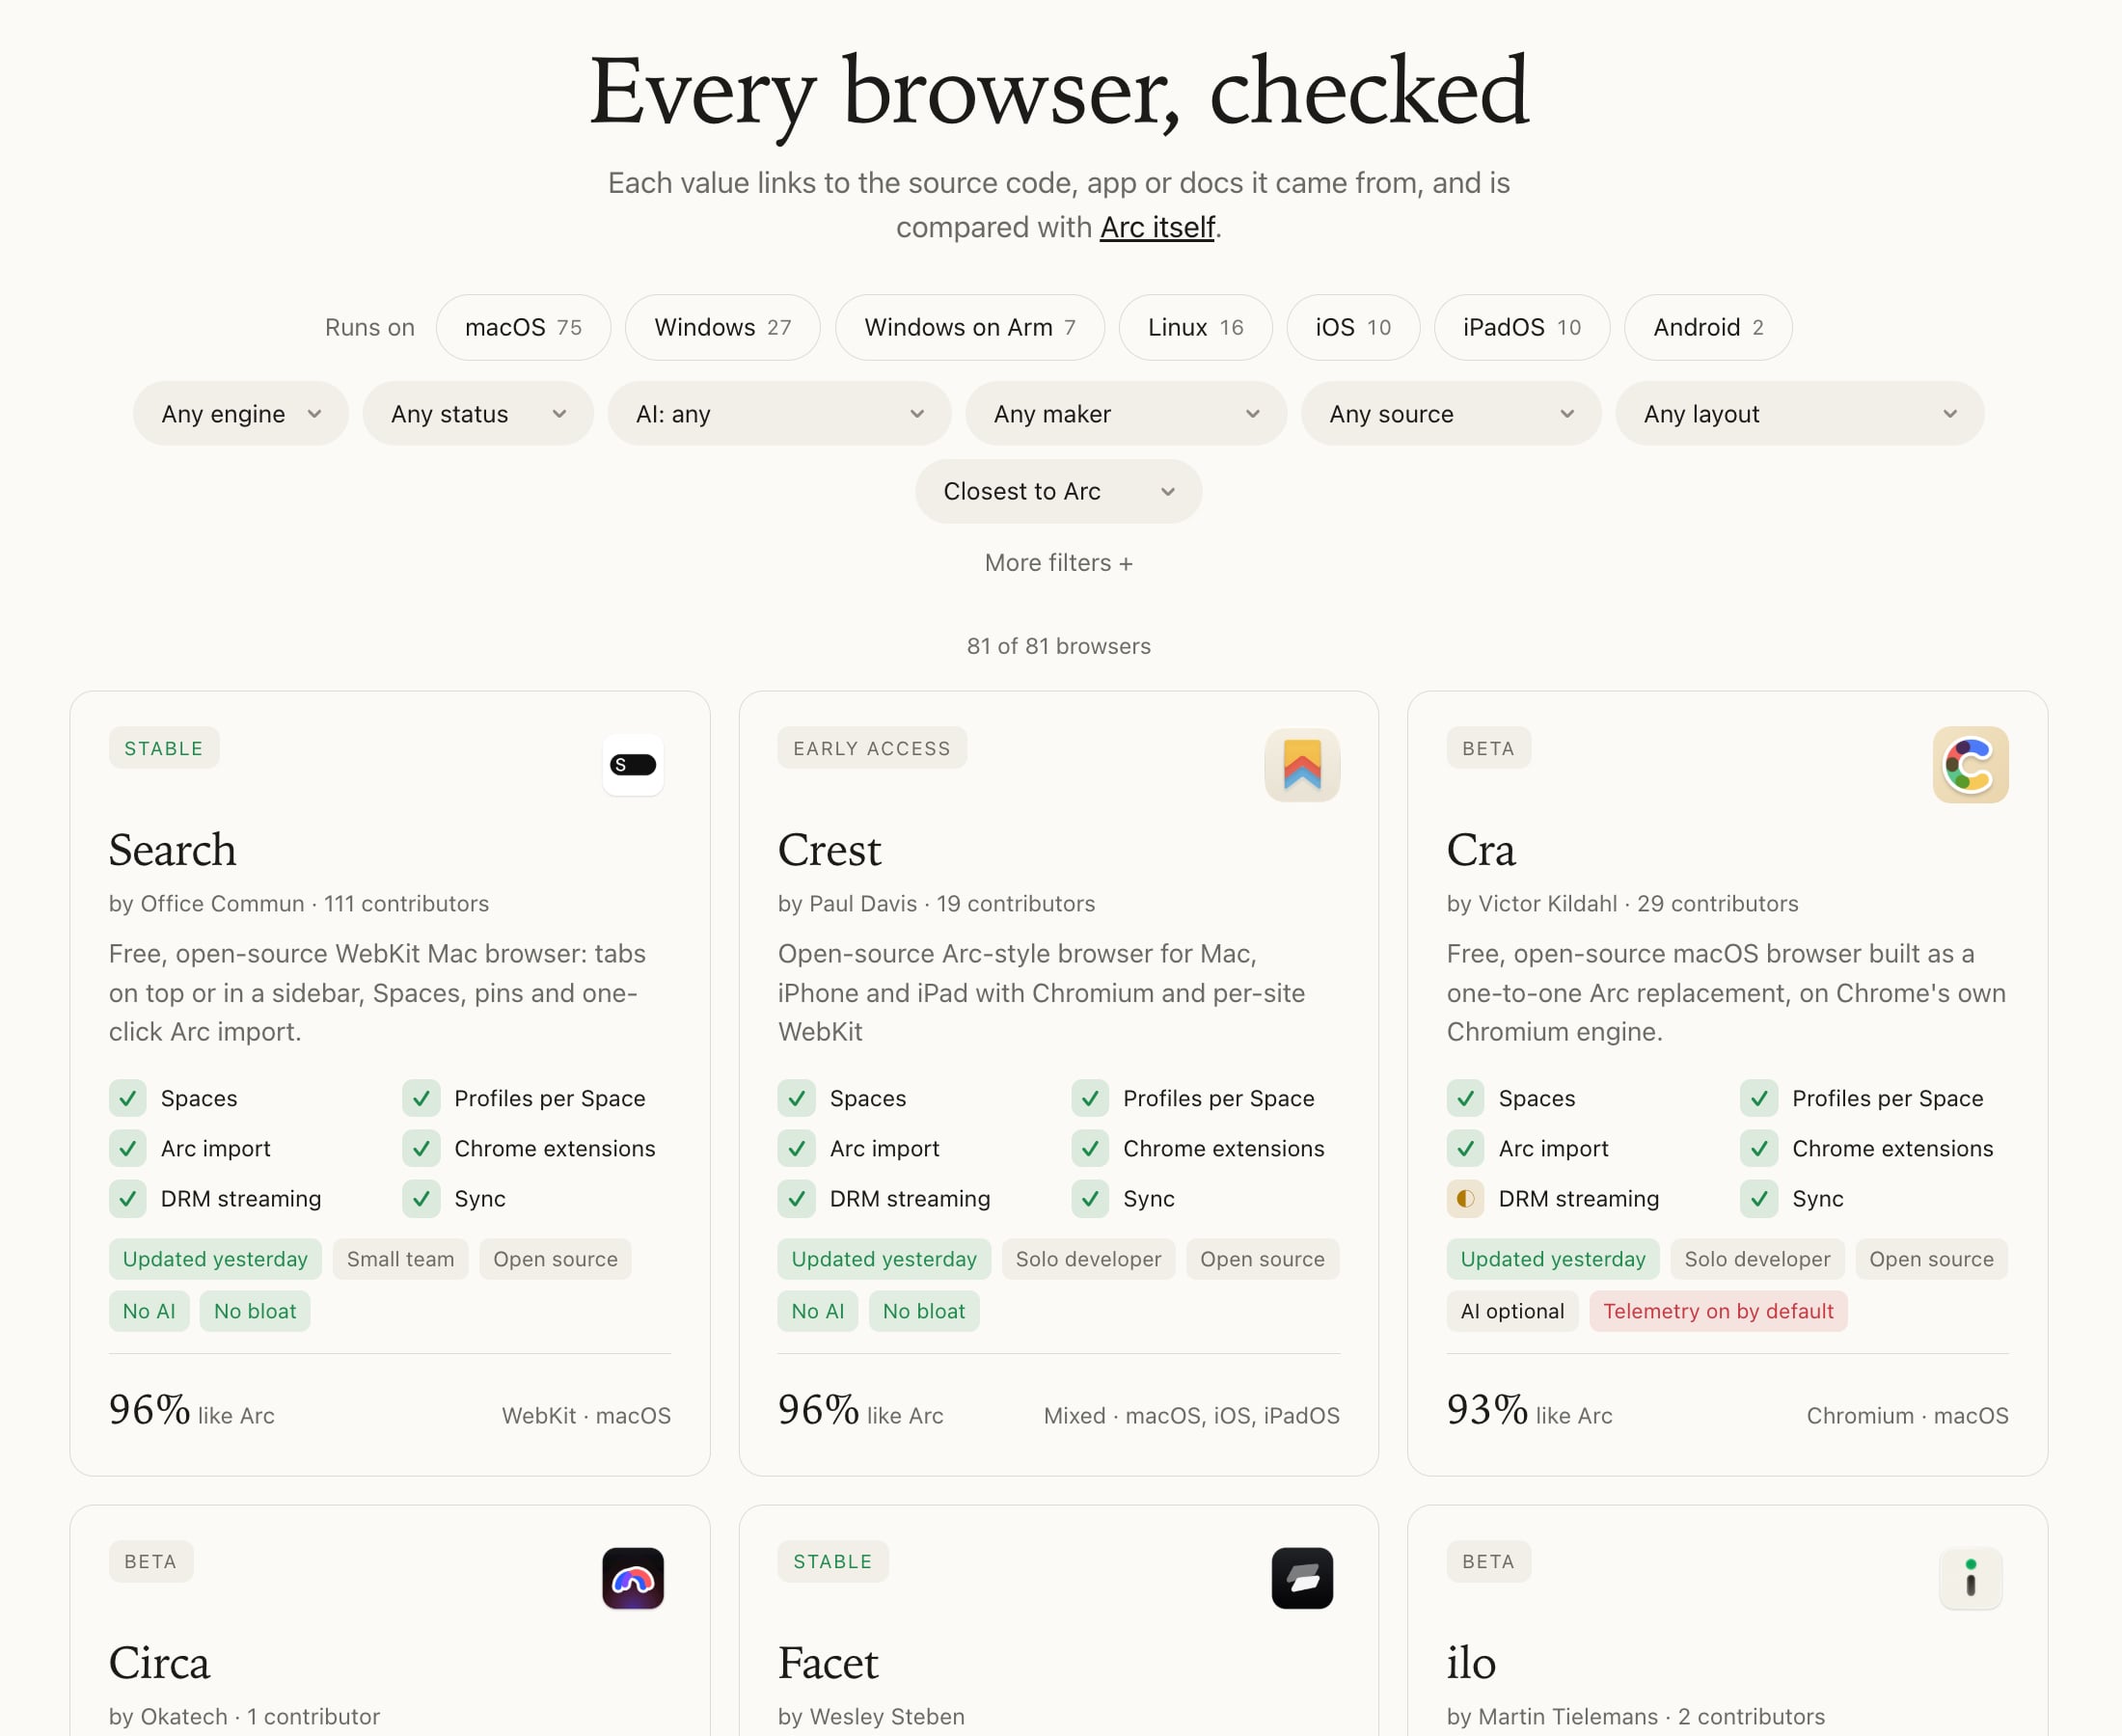 Every browser, checked
Each value links to the source code, app or docs it came from, and is
compared with Arc itself.
Runs on macOS 75 Windows 27 Windows on Arm 7 Linux 16 iOS 10 iPadOS 10 Android 2
Any engine Any status AI: any Any maker Any source Any layout
Closest to Arc
More filters +
81 of 81 browsers
STABLE
S
Search
by Office Commun · 111 contributors
Free, open-source WebKit Mac browser: tabs
on top or in a sidebar, Spaces, pins and one-
click Arc import.
Spaces Profiles per Space
Arc import Chrome extensions
DRM streaming Sync
Updated yesterday Small team Open source
No AI No bloat
96% like Arc WebKit · macOS
EARLY ACCESS
Crest
by Paul Davis · 19 contributors
Open-source Arc-style browser for Mac,
iPhone and iPad with Chromium and per-site
WebKit
Spaces Profiles per Space
Arc import Chrome extensions
DRM streaming Sync
Updated yesterday Solo developer Open source
No AI No bloat
96% like Arc Mixed · macOS, iOS, iPadOS
BETA
Cra
by Victor Kildahl · 29 contributors
Free, open-source macOS browser built as a
one-to-one Arc replacement, on Chrome's own
Chromium engine.
Spaces Profiles per Space
Arc import Chrome extensions
DRM streaming Sync
Updated yesterday Solo developer Open source
AI optional Telemetry on by default
93% like Arc Chromium · macOS
BETA
Circa
by Okatech · 1 contributor
STABLE
Facet
by Wesley Steben
BETA
ilo
by Martin Tielemans · 2 contributors